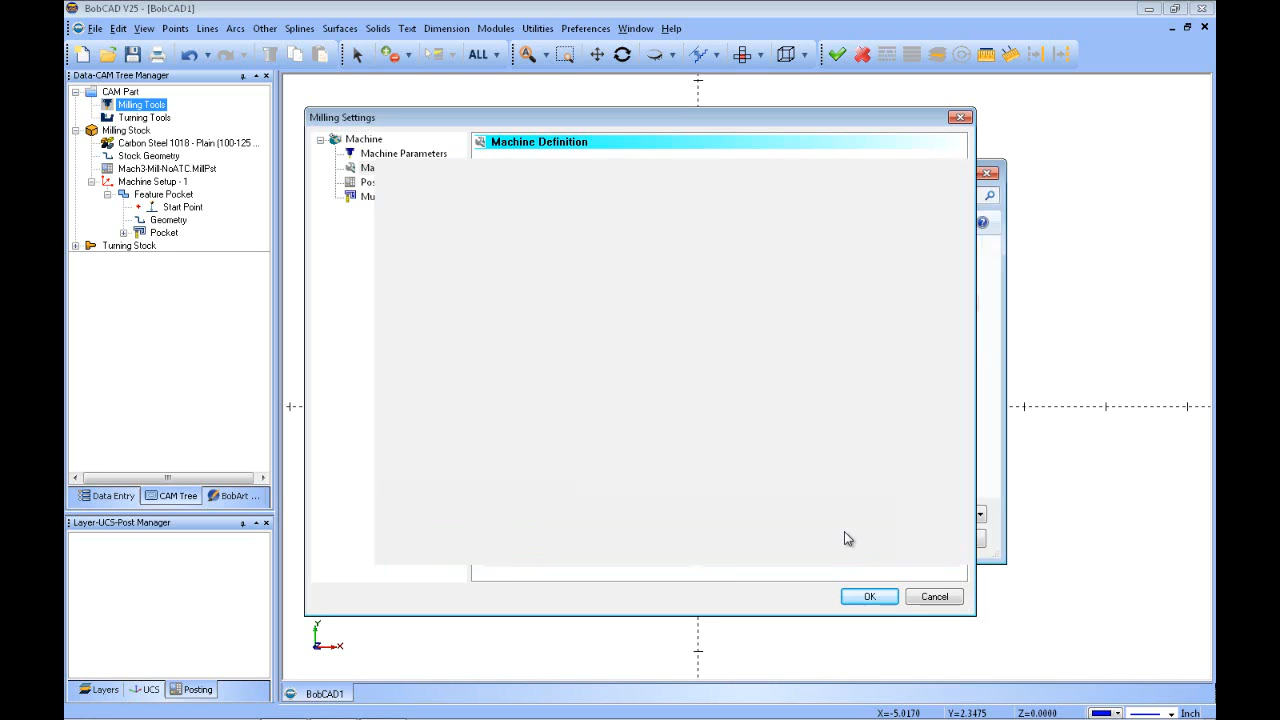 BobCAD V25 - [BobCAD1]
File Edit View Points Lines Arcs Other Splines Surfaces Solids Text Dimension Modules Utilities Preferences Window Help
ALL
Data-CAM Tree Manager
CAM Part
Milling Tools
Turning Tools
Milling Stock
Carbon Steel 1018 - Plain (100-125 ...
Stock Geometry
Mach3-Mill-NoATC.MillPst
Machine Setup - 1
Feature Pocket
Start Point
Geometry
Pocket
Turning Stock
Data Entry CAM Tree BobArt ...
Layer-UCS-Post Manager
Layers UCS Posting
Milling Settings
Machine
Machine Parameters
Ma
Pos
Mu
Machine Definition
OK Cancel
Y
Z X
BobCAD1
X=-5.0170 Y=2.3475 Z=0.0000 Inch